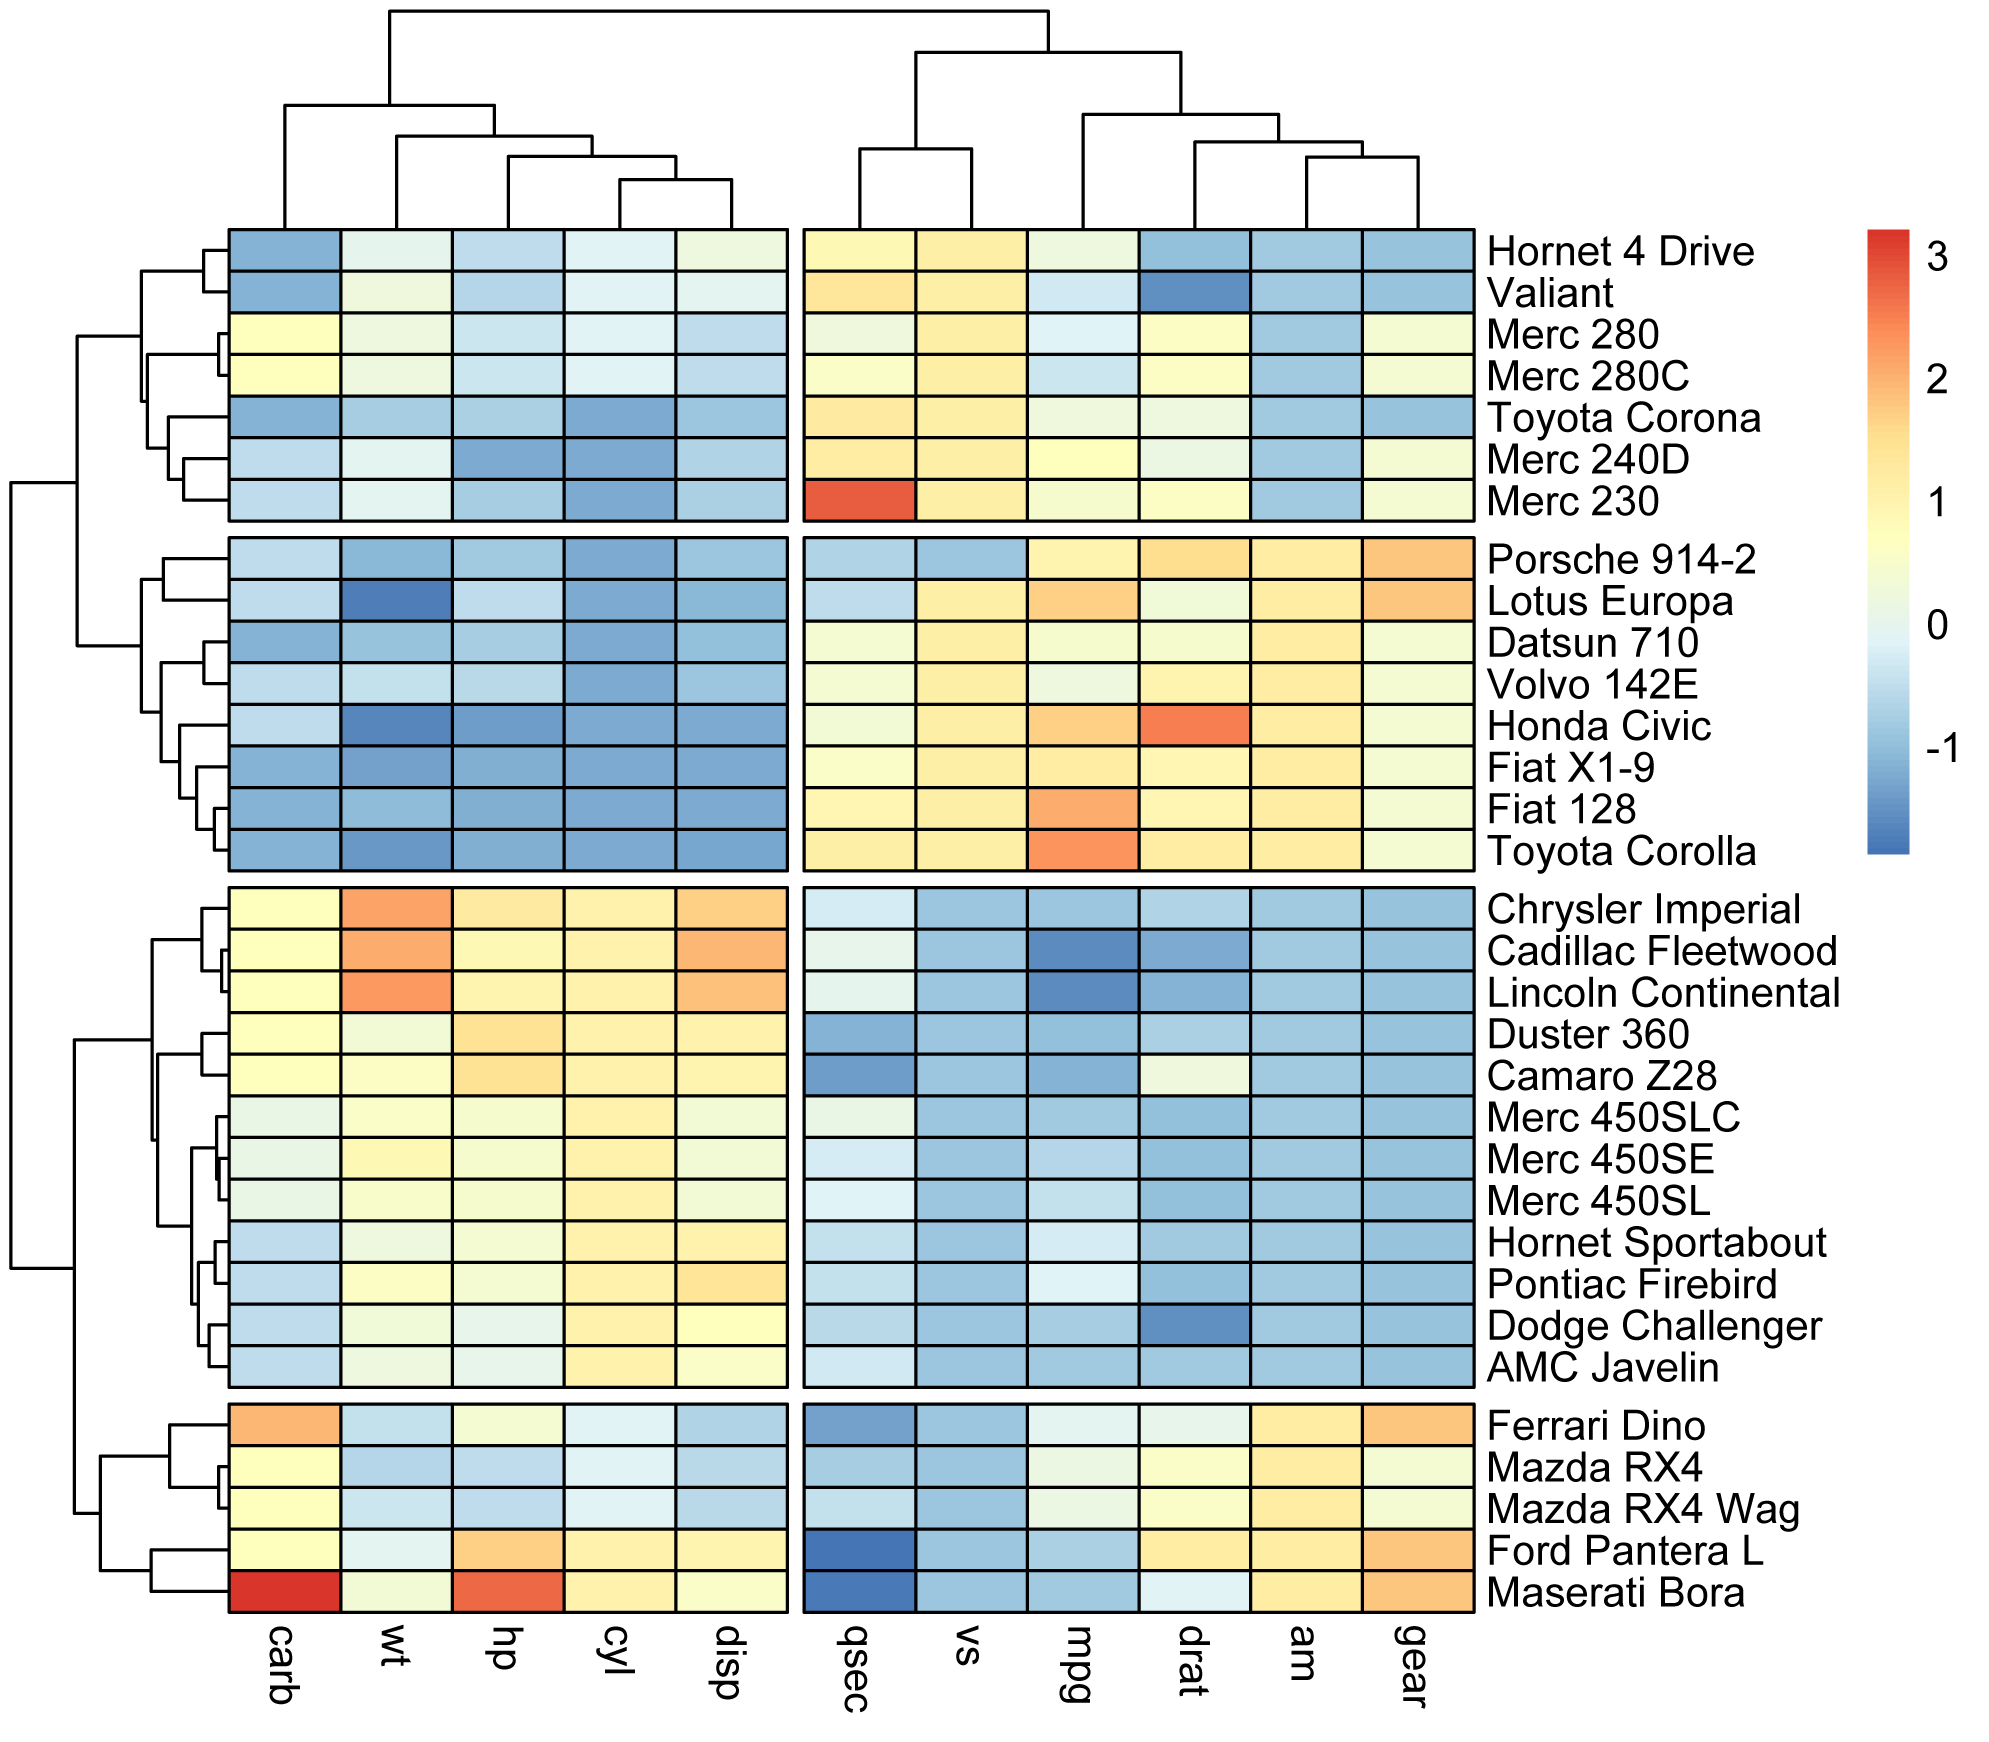 Hornet 4 Drive
Valiant
Merc 280
Merc 280C
Toyota Corona
Merc 240D
Merc 230
Porsche 914-2
Lotus Europa
Datsun 710
Volvo 142E
Honda Civic
Fiat X1-9
Fiat 128
Toyota Corolla
Chrysler Imperial
Cadillac Fleetwood
Lincoln Continental
Duster 360
Camaro Z28
Merc 450SLC
Merc 450SE
Merc 450SL
Hornet Sportabout
Pontiac Firebird
Dodge Challenger
AMC Javelin
Ferrari Dino
Mazda RX4
Mazda RX4 Wag
Ford Pantera L
Maserati Bora
carb
wt
hp
cyl
disp
qsec
vs
mpg
drat
am
gear
3
2
1
0
-1